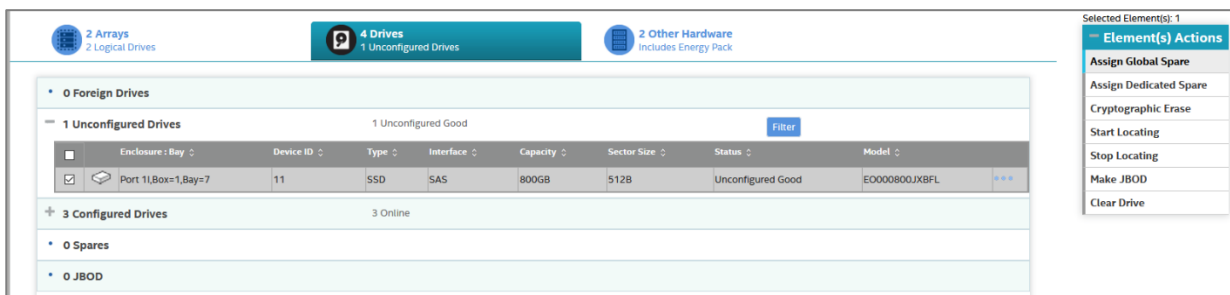 2 Arrays
2 Logical Drives
4 Drives
1 Unconfigured Drives
2 Other Hardware
Includes Energy Pack
Selected Element(s): 1
Element(s) Actions
Assign Global Spare
Assign Dedicated Spare
Cryptographic Erase
Start Locating
Stop Locating
Make JBOD
Clear Drive
0 Foreign Drives
1 Unconfigured Drives 1 Unconfigured Good Filter
Enclosure : Bay Device ID Type Interface Capacity Sector Size Status Model
Port 1I,Box=1,Bay=7 11 SSD SAS 800GB 512B Unconfigured Good EO000800JXBFL
3 Configured Drives 3 Online
0 Spares
0 JBOD